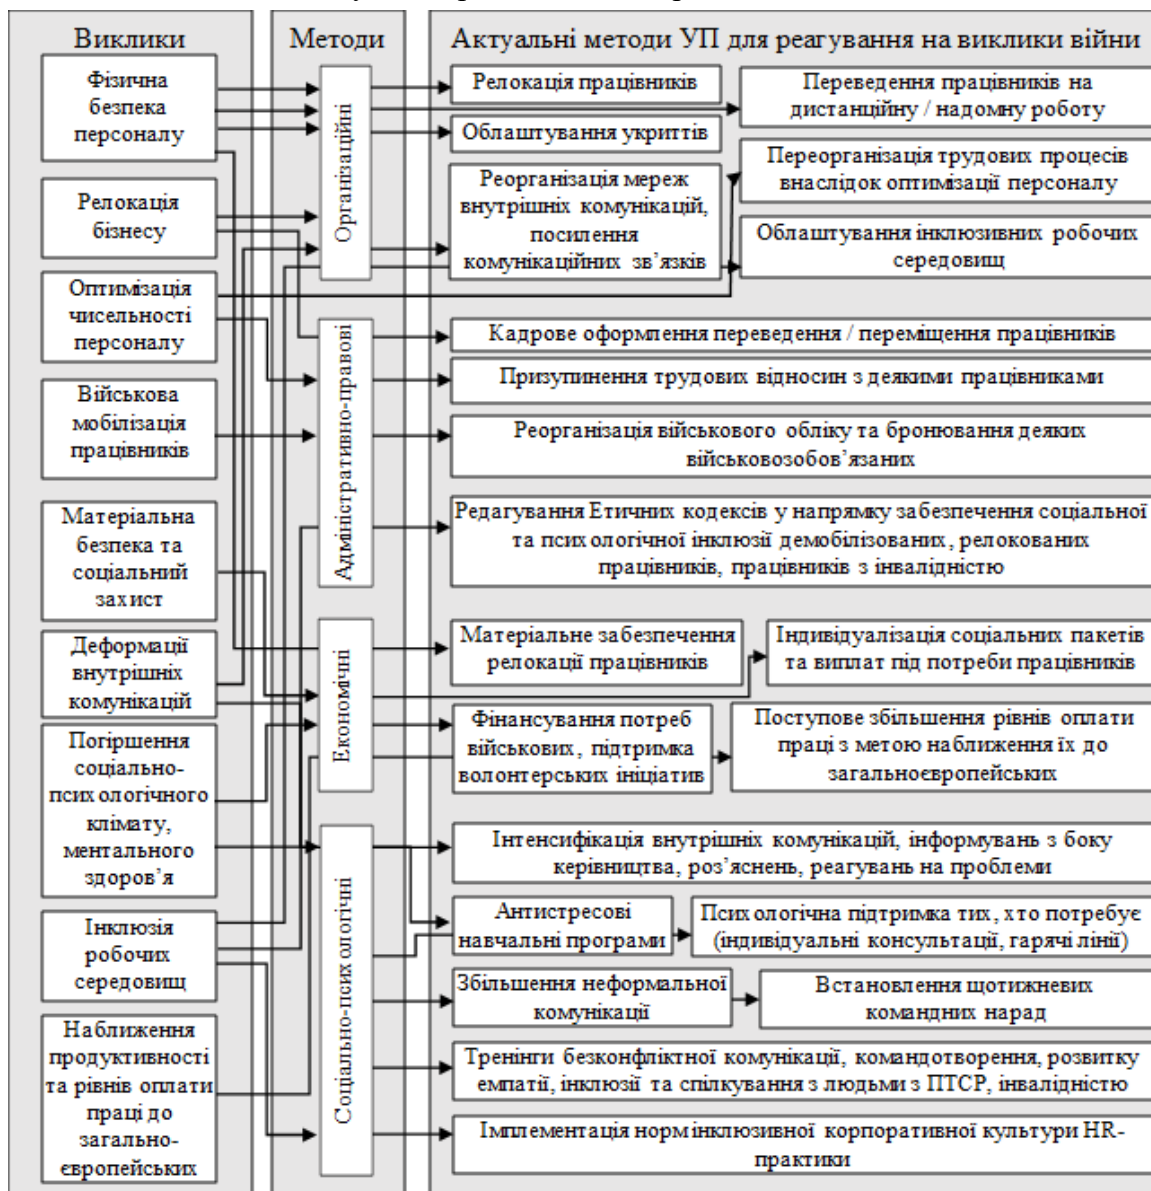 Виклики
Фізична
безпека
персоналу
Релокація
бізнесу
Оптимізація
чисельності
персоналу
Військова
мобілізація
працівників
Матеріальна
безпека та
соціальний
захист
Деформації
внутрішніх
комунікацій
Погіршення
соціально-
психологічного
клімату,
ментального
здоров’я
Інклюзія
робочих
середовищ
Наближення
продуктивності
та рівнів оплати
праці до
загально-
європейських
Методи
Організаційні
Адміністративно-правові
Економічні
Соціально-психологічні
Актуальні методи УП для реагування на виклики війни
Релокація працівників
Переведення працівників на
дистанційну / надомну роботу
Облаштування укриттів
Переорганізація трудових процесів
внаслідок оптимізації персоналу
Реорганізація мереж
внутрішніх комунікацій,
посилення
комунікаційних зв’язків
Облаштування інклюзивних робочих
середовищ
Кадрове оформлення переведення / переміщення працівників
Призупинення трудових відносин з деякими працівниками
Реорганізація військового обліку та бронювання деяких
військовозобов’язаних
Редагування Етичних кодексів у напрямку забезпечення соціальної
та психологічної інклюзії демобілізованих, релокованих
працівників, працівників з інвалідністю
Матеріальне забезпечення
релокації працівників
Індивідуалізація соціальних пакетів
та виплат під потреби працівників
Фінансування потреб
військових, підтримка
волонтерських ініціатив
Поступове збільшення рівнів оплати
праці з метою наближення їх до
загальноєвропейських
Інтенсифікація внутрішніх комунікацій, інформувань з боку
керівництва, роз’яснень, реагувань на проблеми
Антистресові
навчальні програми
Психологічна підтримка тих, хто потребує
(індивідуальні консультації, гарячі лінії)
Збільшення неформальної
комунікації
Встановлення щотижневих
командних нарад
Тренінги безконфліктної комунікації, командотворення, розвитку
емпатії, інклюзії та спілкування з людьми з ПТСР, інвалідністю
Імплементація норм інклюзивної корпоративної культури HR-
практики